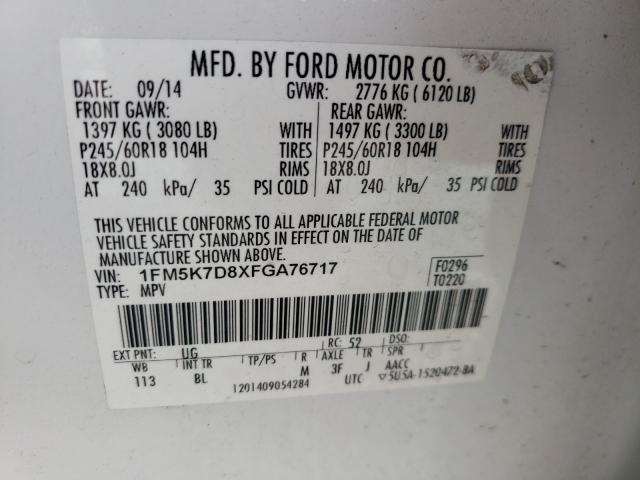 MFD. BY FORD MOTOR CO.
DATE: 09/14 GVWR: 2776 KG ( 6120 LB)
FRONT GAWR: REAR GAWR:
1397 KG ( 3080 LB) WITH 1497 KG ( 3300 LB) WITH
P245/60R18 104H TIRES P245/60R18 104H TIRES
18X8.0J RIMS 18X8.0J RIMS
AT 240 kPa/ 35 PSI COLD AT 240 kPa/ 35 PSI COLD
THIS VEHICLE CONFORMS TO ALL APPLICABLE FEDERAL MOTOR
VEHICLE SAFETY STANDARDS IN EFFECT ON THE DATE OF
MANUFACTURE SHOWN ABOVE.
VIN: 1FM5K7D8XFGA76717 F0296
TYPE: MPV T0220
EXT PNT: UG RC: 52 DSO:
WB INT TR TP/PS R AXLE TR SPR
113 BL M 3F J AACC
1201409054284 UTC ▽5U5A-1520472-BA